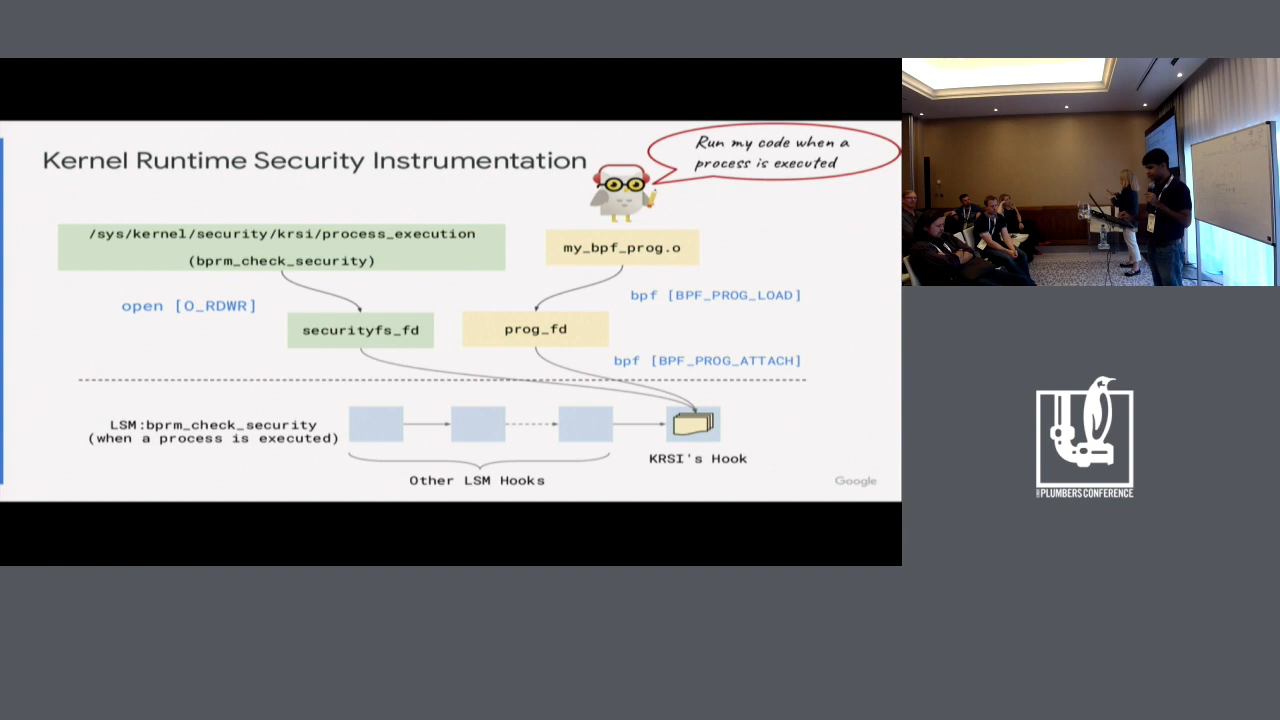 Kernel Runtime Security Instrumentation
Run my code when a
process is executed
/sys/kernel/security/krsi/process_execution
(bprm_check_security)
my_bpf_prog.o
open [O_RDWR]
bpf [BPF_PROG_LOAD]
securityfs_fd
prog_fd
bpf [BPF_PROG_ATTACH]
LSM:bprm_check_security
(when a process is executed)
KRSI's Hook
Other LSM Hooks
Google
PLUMBERS CONFERENCE